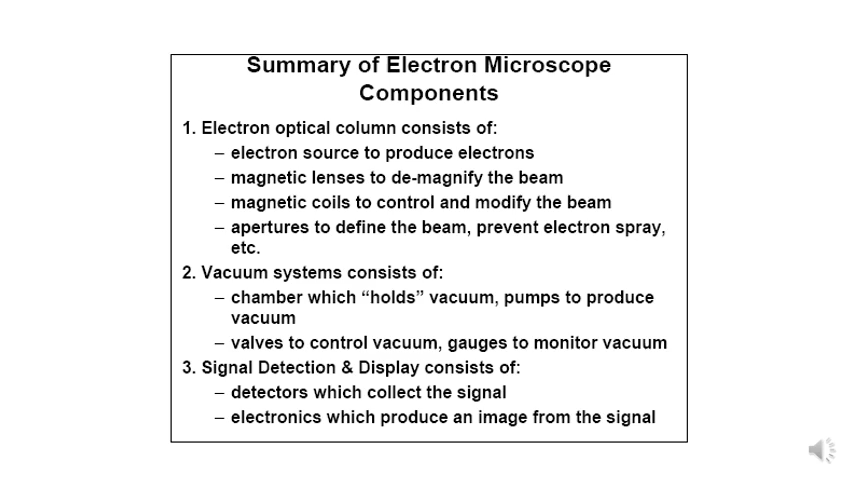 Summary of Electron Microscope
Components
1. Electron optical column consists of:
– electron source to produce electrons
– magnetic lenses to de-magnify the beam
– magnetic coils to control and modify the beam
– apertures to define the beam, prevent electron spray,
etc.
2. Vacuum systems consists of:
– chamber which “holds” vacuum, pumps to produce
vacuum
– valves to control vacuum, gauges to monitor vacuum
3. Signal Detection & Display consists of:
– detectors which collect the signal
– electronics which produce an image from the signal